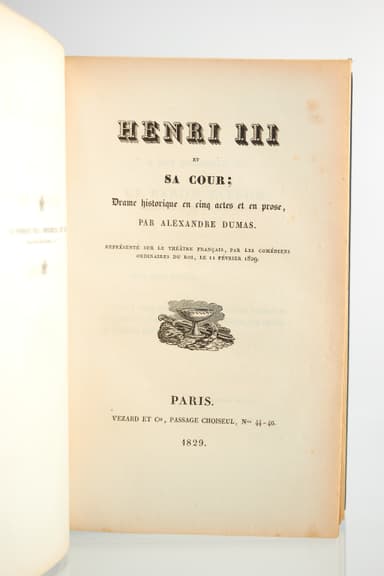 HENRI III
ET
SA COUR;
Drame historique en cinq actes et en prose,
PAR ALEXANDRE DUMAS.
REPRÉSENTÉ SUR LE THÉATRE FRANÇAIS, PAR LES COMÉDIENS
ORDINAIRES DU ROI, LE 11 FÉVRIER 1829.
PARIS.
VEZARD ET Cie, PASSAGE CHOISEUL, Nos 44-46.
1829.